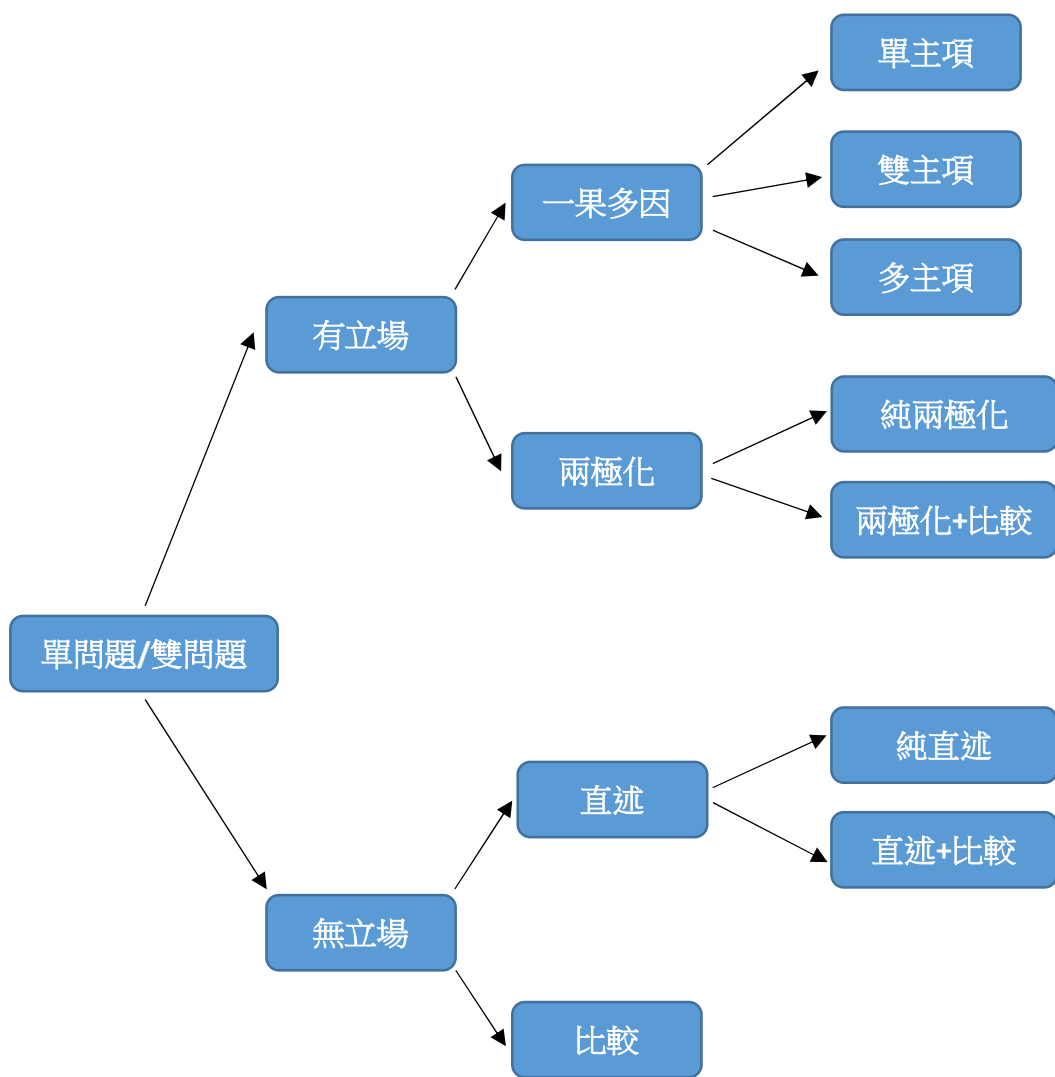 單主項
雙主項
一果多因
多主項
有立場
純兩極化
兩極化
兩極化+比較
單問題/雙問題
純直述
直述
直述+比較
無立場
比較